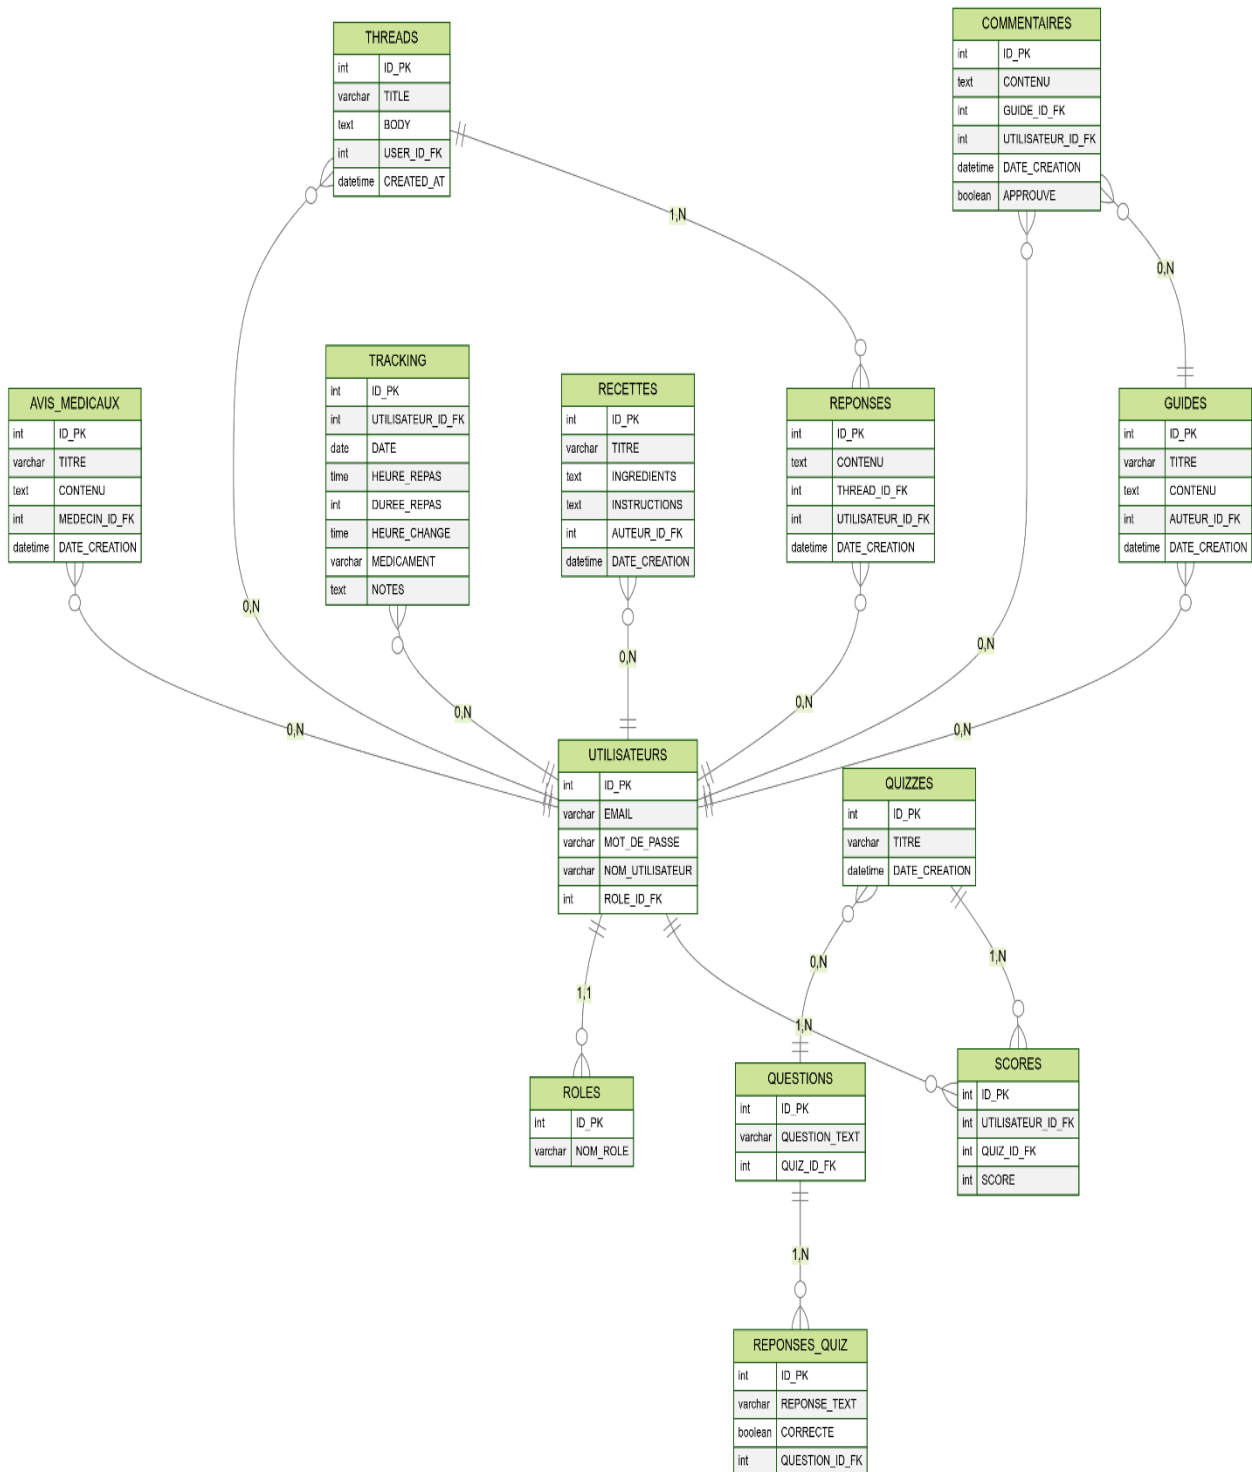 THREADS
int ID_PK
varchar TITLE
text BODY
int USER_ID_FK
datetime CREATED_AT
COMMENTAIRES
int ID_PK
text CONTENU
int GUIDE_ID_FK
int UTILISATEUR_ID_FK
datetime DATE_CREATION
boolean APPROUVE
1,N
0,N
TRACKING
int ID_PK
int UTILISATEUR_ID_FK
date DATE
time HEURE_REPAS
int DUREE_REPAS
time HEURE_CHANGE
varchar MEDICAMENT
text NOTES
AVIS_MEDICAUX
int ID_PK
varchar TITRE
text CONTENU
int MEDECIN_ID_FK
datetime DATE_CREATION
RECETTES
int ID_PK
varchar TITRE
text INGREDIENTS
text INSTRUCTIONS
int AUTEUR_ID_FK
datetime DATE_CREATION
REPONSES
int ID_PK
text CONTENU
int THREAD_ID_FK
int UTILISATEUR_ID_FK
datetime DATE_CREATION
GUIDES
int ID_PK
varchar TITRE
text CONTENU
int AUTEUR_ID_FK
datetime DATE_CREATION
0,N
0,N
0,N
0,N
0,N
0,N
0,N
UTILISATEURS
int ID_PK
varchar EMAIL
varchar MOT_DE_PASSE
varchar NOM_UTILISATEUR
int ROLE_ID_FK
QUIZZES
int ID_PK
varchar TITRE
datetime DATE_CREATION
0,N
1,N
1,1
1,N
ROLES
int ID_PK
varchar NOM_ROLE
QUESTIONS
int ID_PK
varchar QUESTION_TEXT
int QUIZ_ID_FK
SCORES
int ID_PK
int UTILISATEUR_ID_FK
int QUIZ_ID_FK
int SCORE
1,N
REPONSES_QUIZ
int ID_PK
varchar REPONSE_TEXT
boolean CORRECTE
int QUESTION_ID_FK